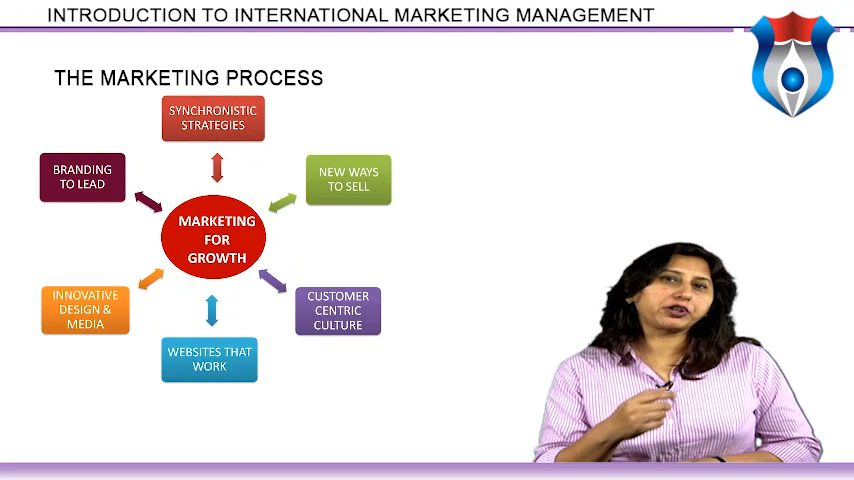 INTRODUCTION TO INTERNATIONAL MARKETING MANAGEMENT
THE MARKETING PROCESS
SYNCHRONISTIC
STRATEGIES
BRANDING
TO LEAD
NEW WAYS
TO SELL
MARKETING
FOR
GROWTH
INNOVATIVE
DESIGN &
MEDIA
CUSTOMER
CENTRIC
CULTURE
WEBSITES THAT
WORK